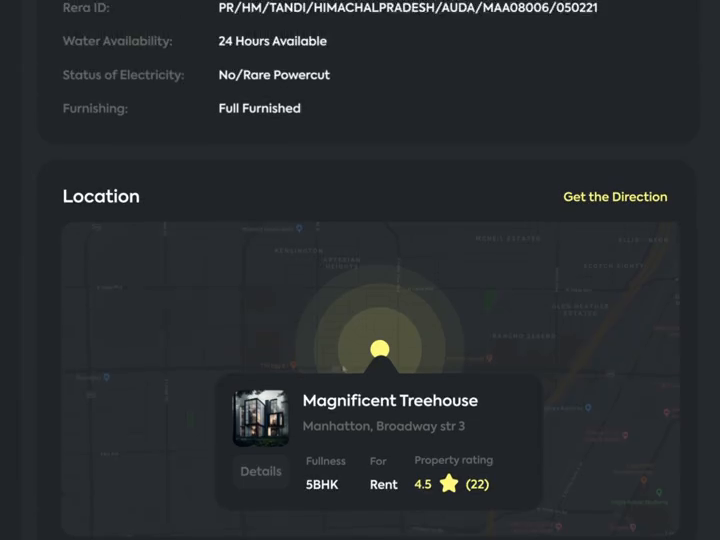 Rera ID: PR/HM/TANDI/HIMACHALPRADESH/AUDA/MAA08006/050221
Water Availability: 24 Hours Available
Status of Electricity: No/Rare Powercut
Furnishing: Full Furnished
Location Get the Direction
KENSINGTON
Magnificent Treehouse
Manhatton, Broadway str 3
Fullness For Property rating
Details
5BHK Rent 4.5 (22)